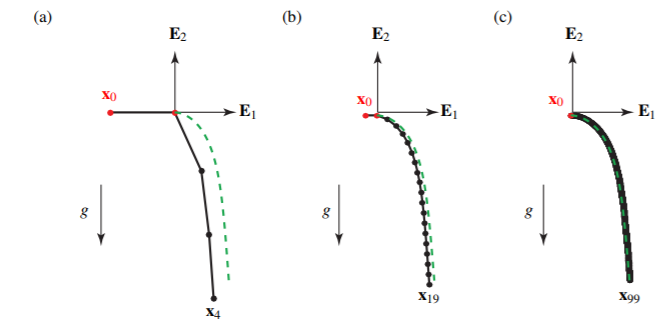 (a)
E₂
x₀
E₁
g
x₄
(b)
E₂
x₀
E₁
g
x₁₉
(c)
E₂
x₀
E₁
g
x₉₉